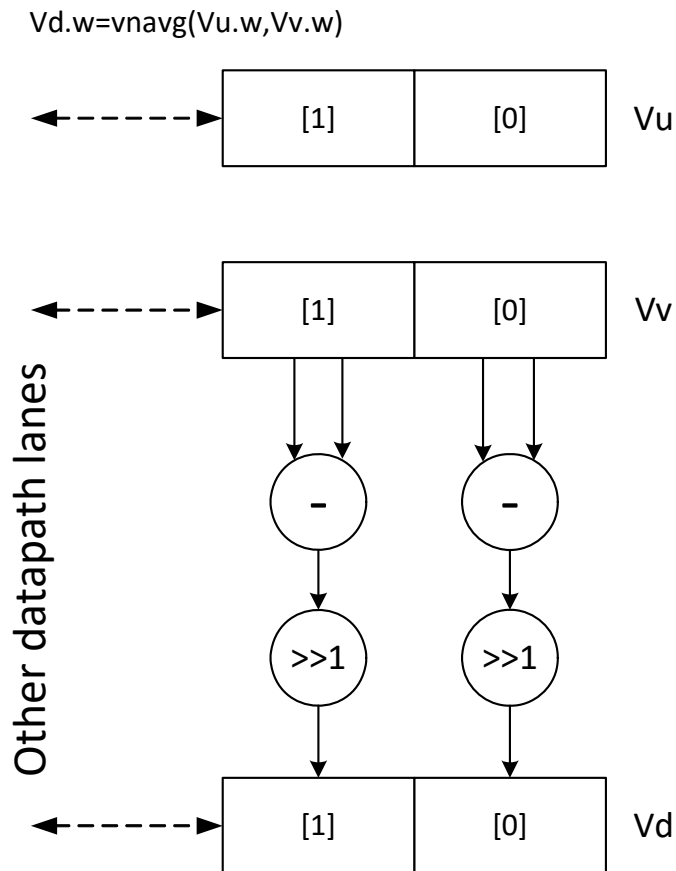 Vd.w=vnavg(Vu.w,Vv.w)
[1] [0] Vu
[1] [0] Vv
Other datapath lanes
- -
>>1 >>1
[1] [0] Vd